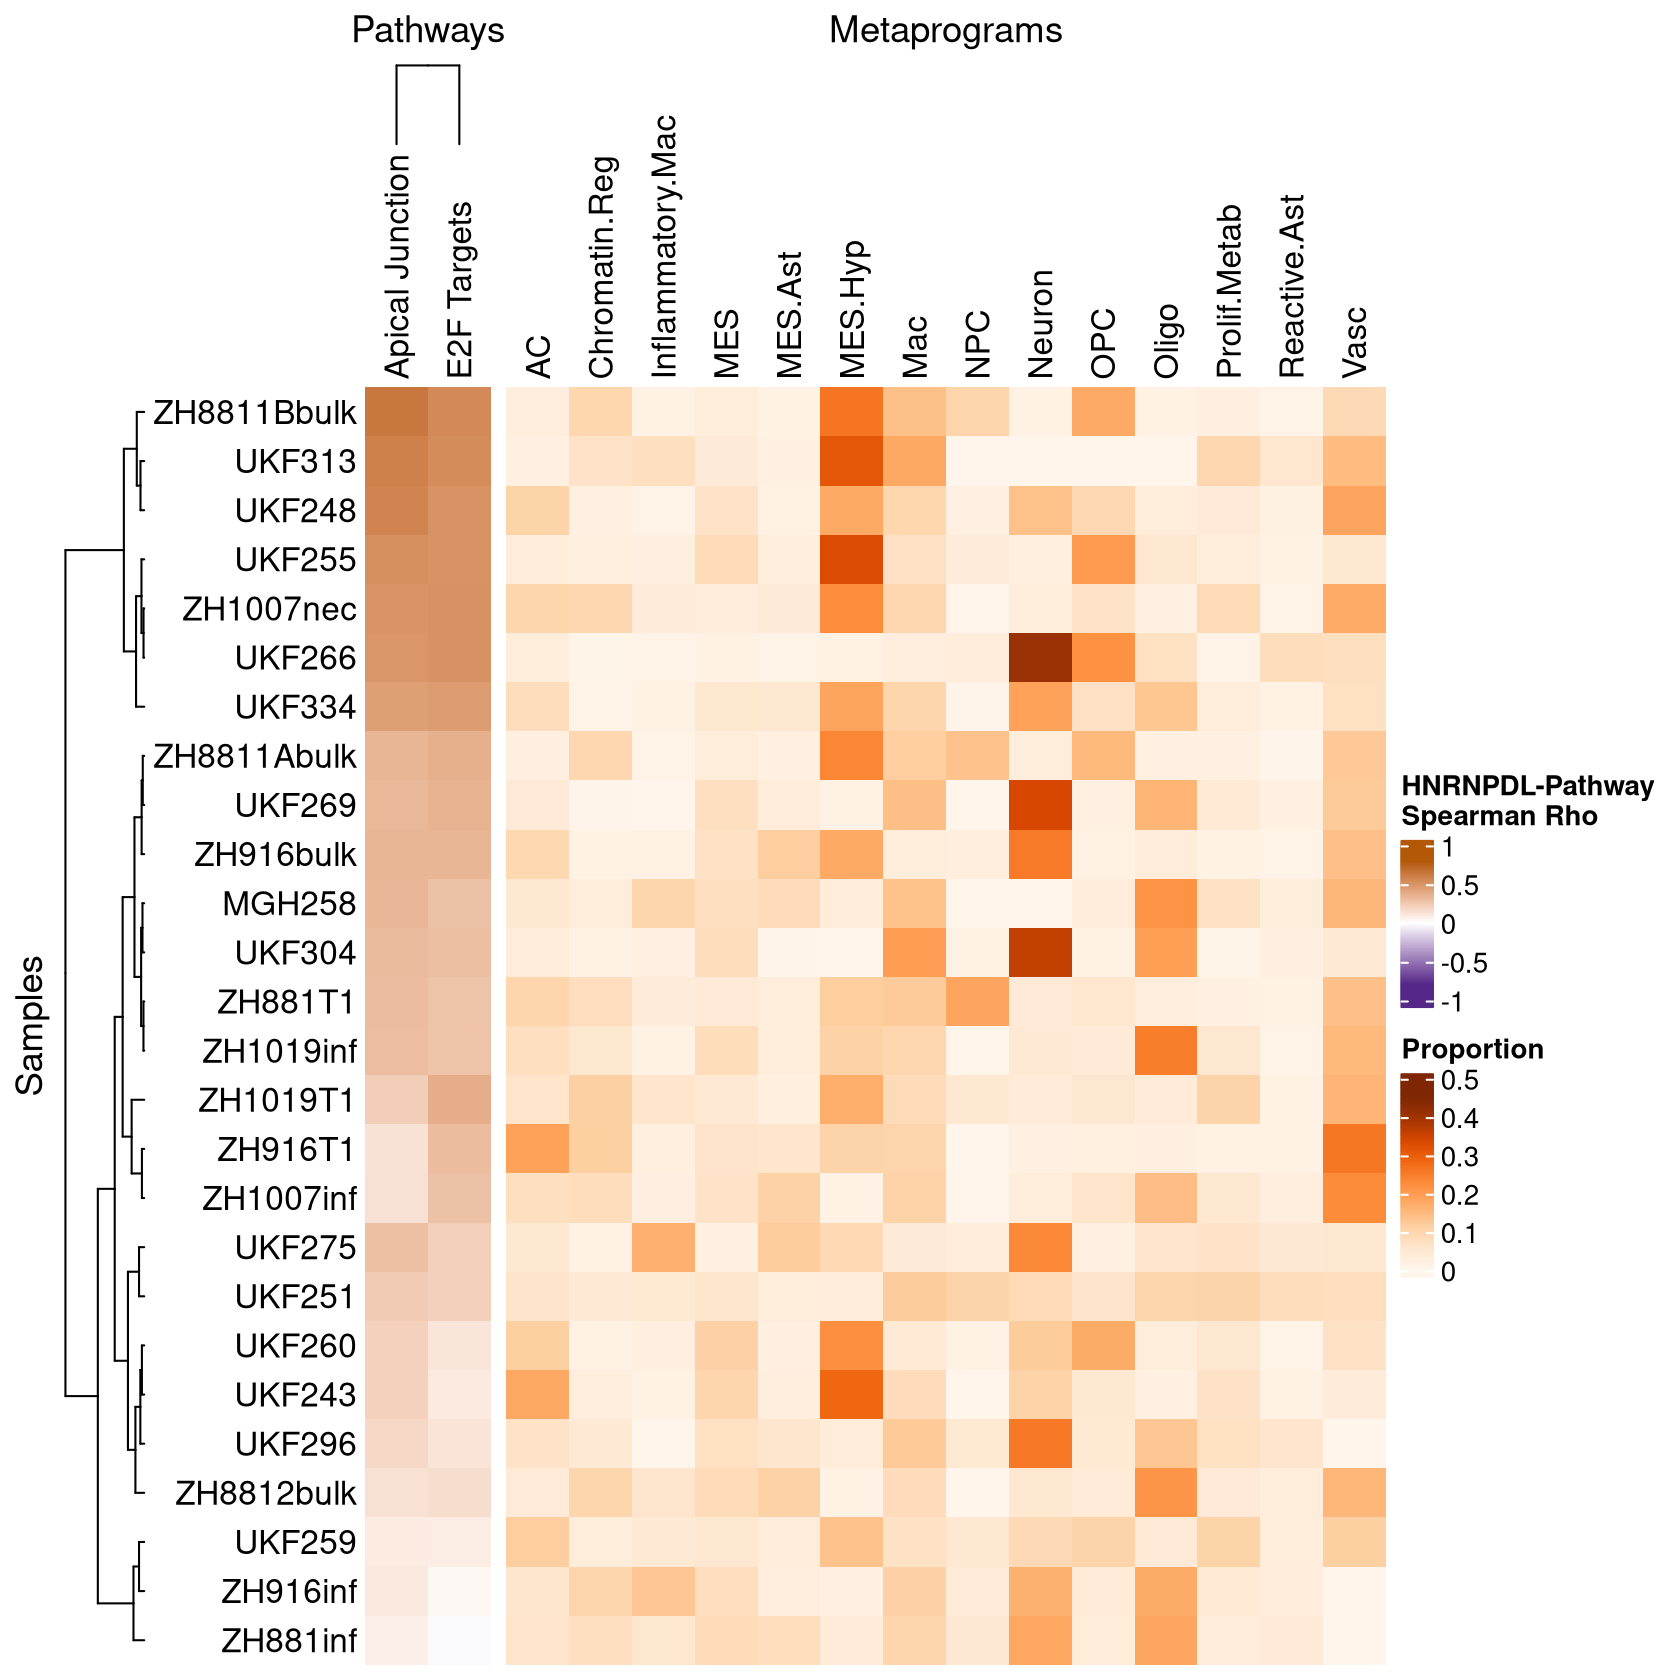 Pathways
Metaprograms
Apical Junction
E2F Targets
AC
Chromatin.Reg
Inflammatory.Mac
MES
MES.Ast
MES.Hyp
Mac
NPC
Neuron
OPC
Oligo
Prolif.Metab
Reactive.Ast
Vasc
Samples
ZH8811Bbulk
UKF313
UKF248
UKF255
ZH1007nec
UKF266
UKF334
ZH8811Abulk
UKF269
ZH916bulk
MGH258
UKF304
ZH881T1
ZH1019inf
ZH1019T1
ZH916T1
ZH1007inf
UKF275
UKF251
UKF260
UKF243
UKF296
ZH8812bulk
UKF259
ZH916inf
ZH881inf
HNRNPDL-Pathway
Spearman Rho
1
0.5
0
-0.5
-1
Proportion
0.5
0.4
0.3
0.2
0.1
0